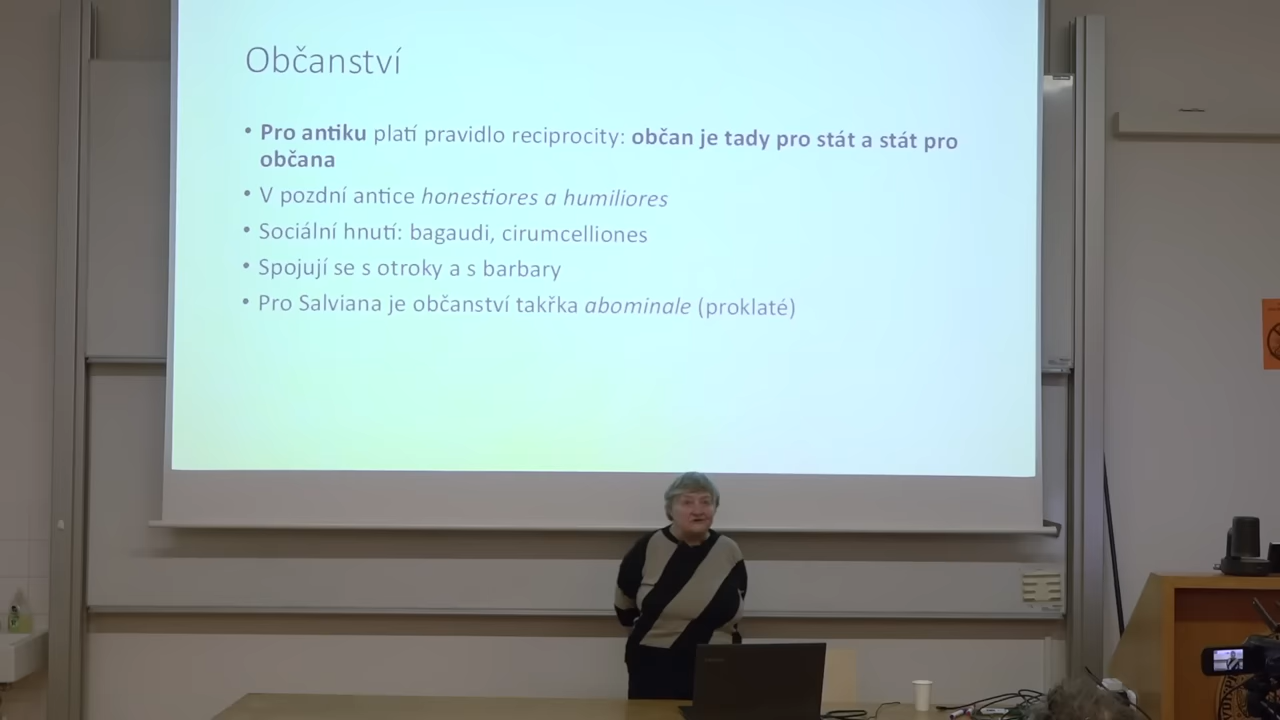 Občanství
• Pro antiku platí pravidlo reciprocity: občan je tady pro stát a stát pro
občana
• V pozdní antice honestiores a humiliores
• Sociální hnutí: bagaudi, cirumcelliones
• Spojují se s otroky a s barbary
• Pro Salviana je občanství takřka abominale (proklaté)